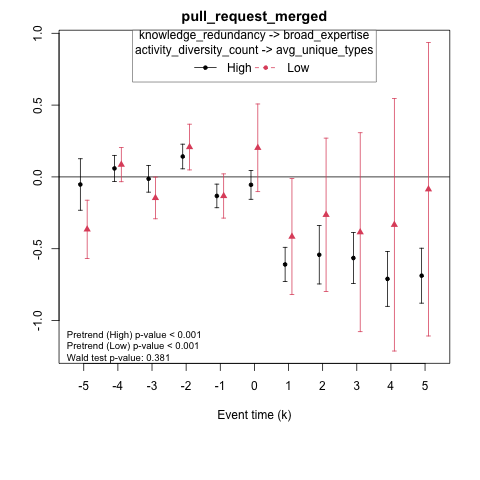 pull_request_merged
knowledge_redundancy -> broad_expertise
activity_diversity_count -> avg_unique_types
High Low
1.0
0.5
0.0
-0.5
-1.0
Pretrend (High) p-value < 0.001
Pretrend (Low) p-value < 0.001
Wald test p-value: 0.381
-5 -4 -3 -2 -1 0 1 2 3 4 5
Event time (k)